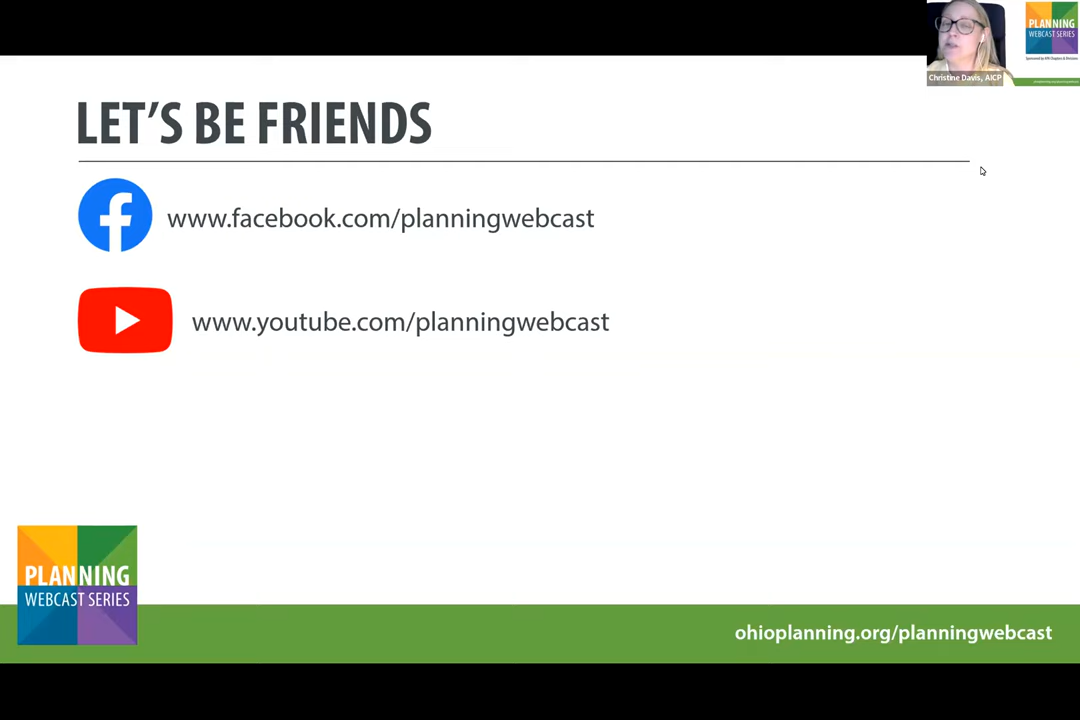 Christine Davis, AICP
PLANNING
WEBCAST SERIES
LET'S BE FRIENDS
www.facebook.com/planningwebcast
www.youtube.com/planningwebcast
PLANNING
WEBCAST SERIES
ohioplanning.org/planningwebcast